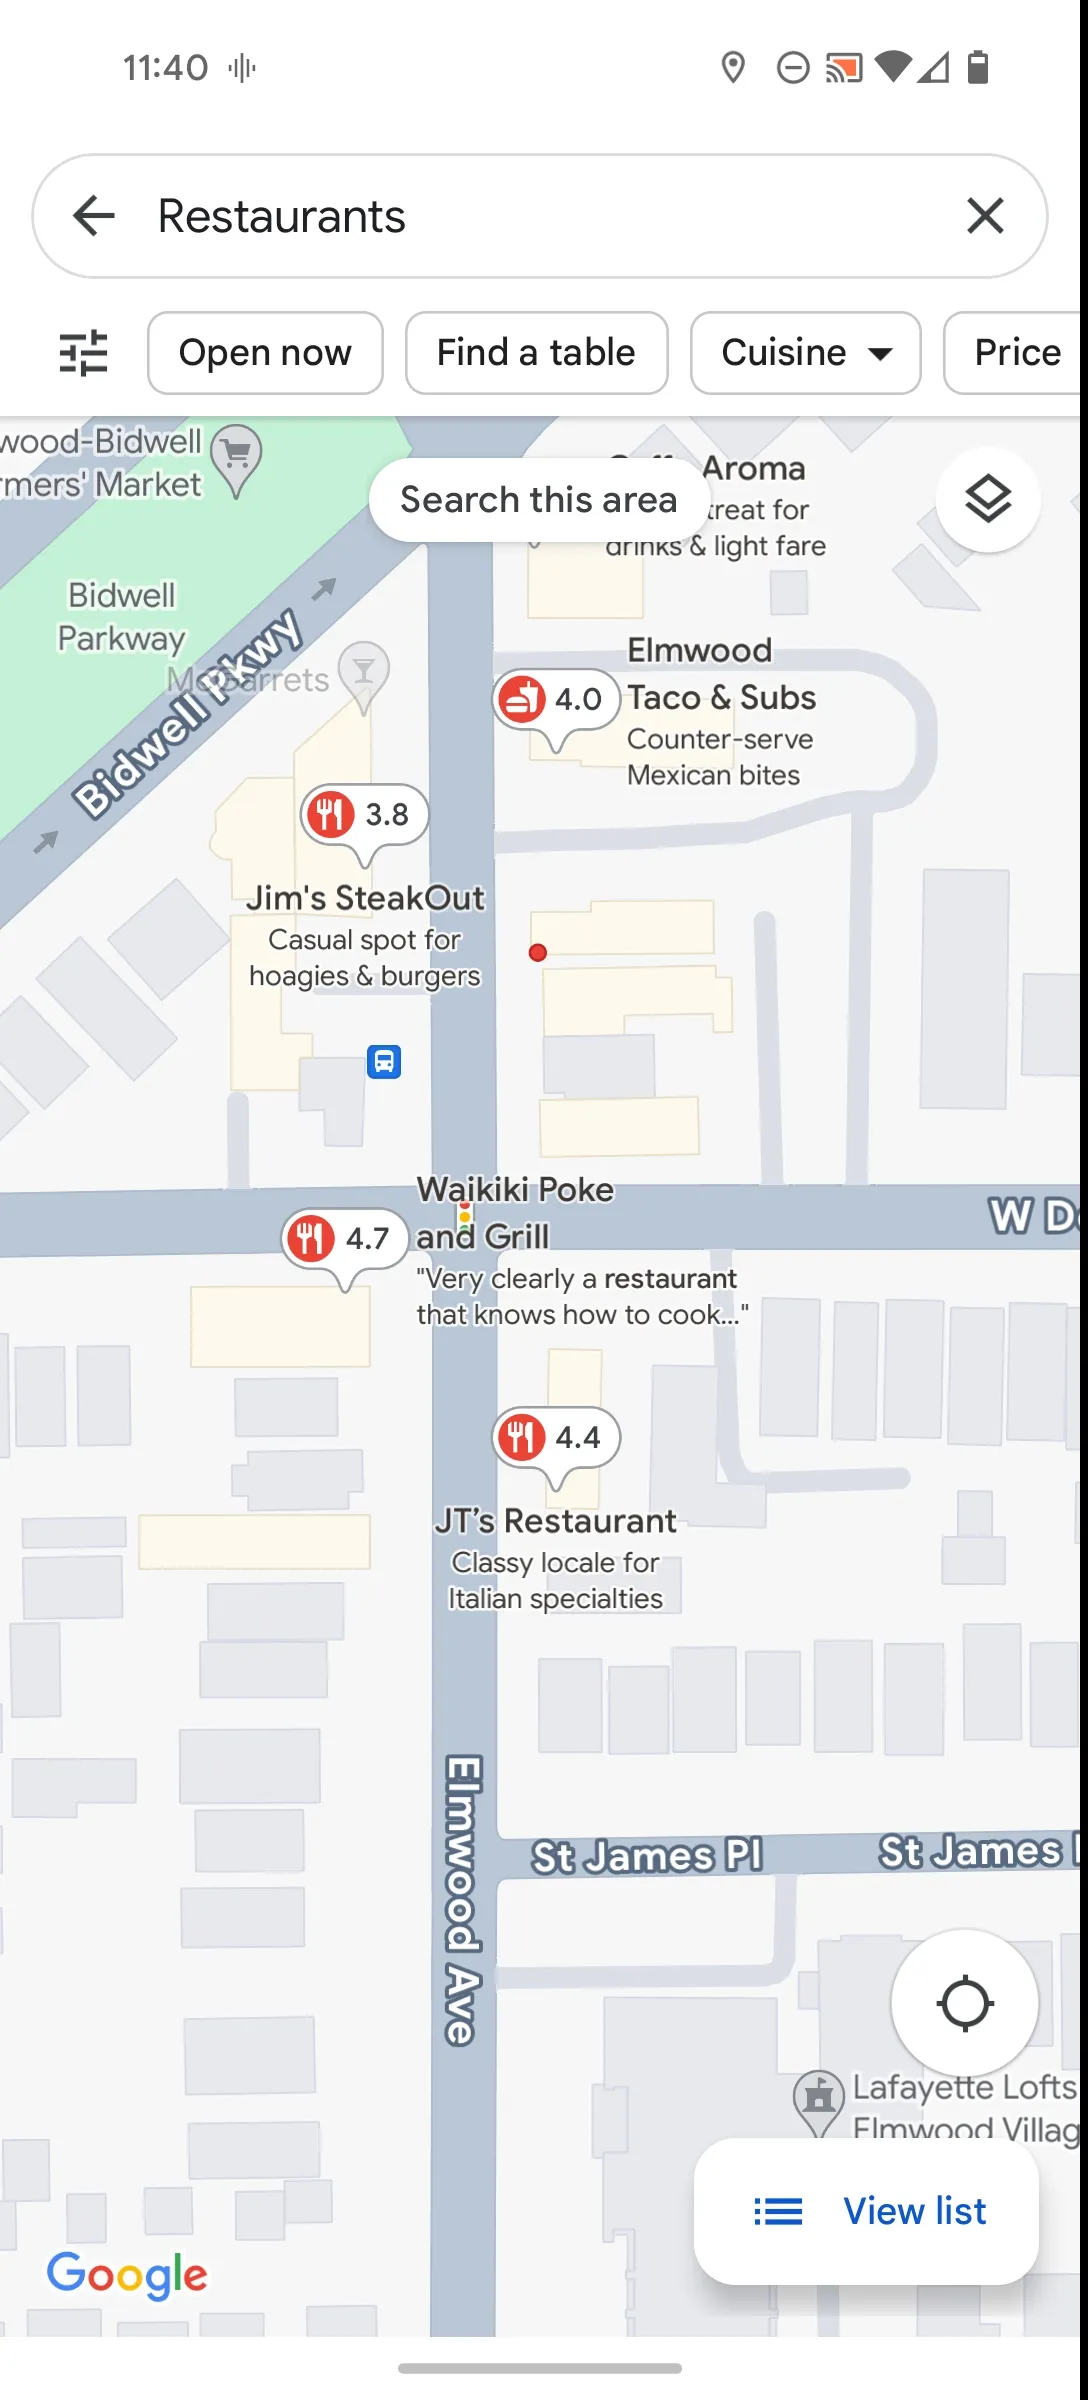 11:40
Restaurants
Open now
Find a table
Cuisine
Price
wood-Bidwell
mers' Market
Search this area
Aroma
treat for
drinks & light fare
Bidwell
Parkway
McGarrets
Bidwell Pkwy
Elmwood
Taco & Subs
4.0
Counter-serve
Mexican bites
3.8
Jim's SteakOut
Casual spot for
hoagies & burgers
Waikiki Poke
and Grill
4.7
"Very clearly a restaurant
that knows how to cook..."
W D
4.4
JT's Restaurant
Classy locale for
Italian specialties
Elmwood Ave
St James Pl
St James
Lafayette Lofts
Elmwood Villag
View list
Google